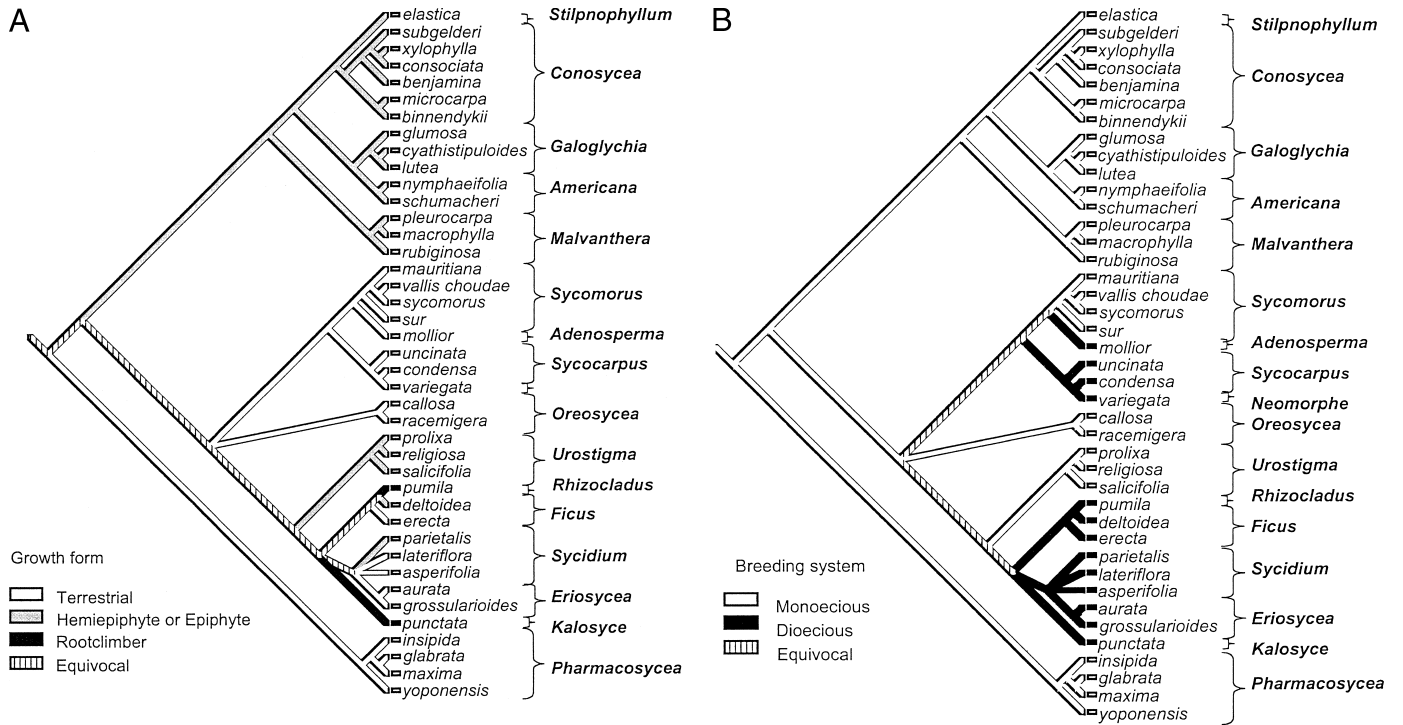 A
elastica
subgelderi
xylophylla
consociata
benjamina
microcarpa
binnendykii
glumosa
cyathistipuloides
lutea
nymphaeifolia
schumacheri
pleurocarpa
macrophylla
rubiginosa
mauritiana
vallis choudae
sycomorus
sur
mollior
uncinata
condensa
variegata
callosa
racemigera
prolixa
religiosa
salicifolia
pumila
deltoidea
erecta
parietalis
lateriflora
asperifolia
aurata
grossularioides
punctata
insipida
glabrata
maxima
yoponensis
Stilpnophyllum
Conosycea
Galoglychia
Americana
Malvanthera
Sycomorus
Adenosperma
Sycocarpus
Oreosycea
Urostigma
Rhizocladus
Ficus
Sycidium
Eriosycea
Kalosyce
Pharmacosycea
Growth form
Terrestrial
Hemiepiphyte or Epiphyte
Rootclimber
Equivocal
B
elastica
subgelderi
xylophylla
consociata
benjamina
microcarpa
binnendykii
glumosa
cyathistipuloides
lutea
nymphaeifolia
schumacheri
pleurocarpa
macrophylla
rubiginosa
mauritiana
vallis choudae
sycomorus
sur
mollior
uncinata
condensa
variegata
callosa
racemigera
prolixa
religiosa
salicifolia
pumila
deltoidea
erecta
parietalis
lateriflora
asperifolia
aurata
grossularioides
punctata
insipida
glabrata
maxima
yoponensis
Stilpnophyllum
Conosycea
Galoglychia
Americana
Malvanthera
Sycomorus
Adenosperma
Sycocarpus
Neomorphe
Oreosycea
Urostigma
Rhizocladus
Ficus
Sycidium
Eriosycea
Kalosyce
Pharmacosycea
Breeding system
Monoecious
Dioecious
Equivocal